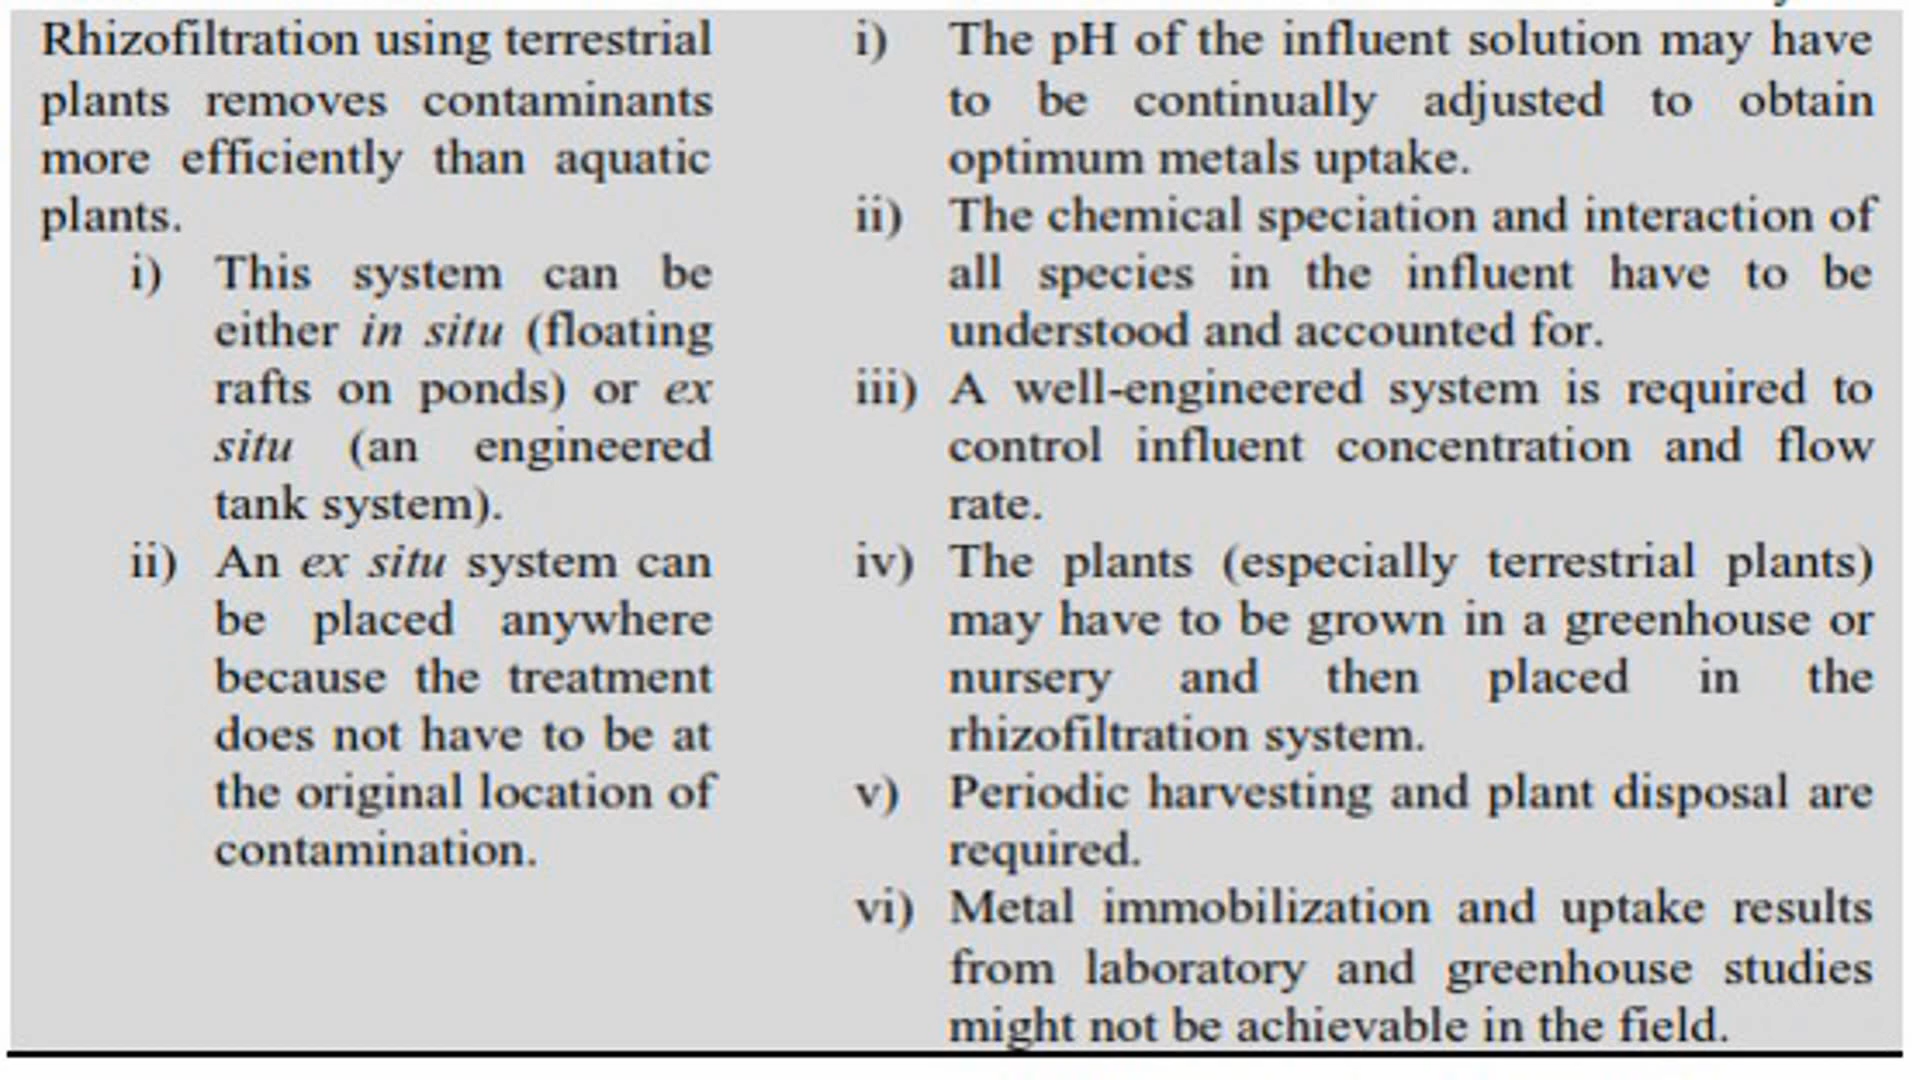 Rhizofiltration using terrestrial
plants removes contaminants
more efficiently than aquatic
plants.
i) This system can be
either in situ (floating
rafts on ponds) or ex
situ (an engineered
tank system).
ii) An ex situ system can
be placed anywhere
because the treatment
does not have to be at
the original location of
contamination.
i) The pH of the influent solution may have
to be continually adjusted to obtain
optimum metals uptake.
ii) The chemical speciation and interaction of
all species in the influent have to be
understood and accounted for.
iii) A well-engineered system is required to
control influent concentration and flow
rate.
iv) The plants (especially terrestrial plants)
may have to be grown in a greenhouse or
nursery and then placed in the
rhizofiltration system.
v) Periodic harvesting and plant disposal are
required.
vi) Metal immobilization and uptake results
from laboratory and greenhouse studies
might not be achievable in the field.